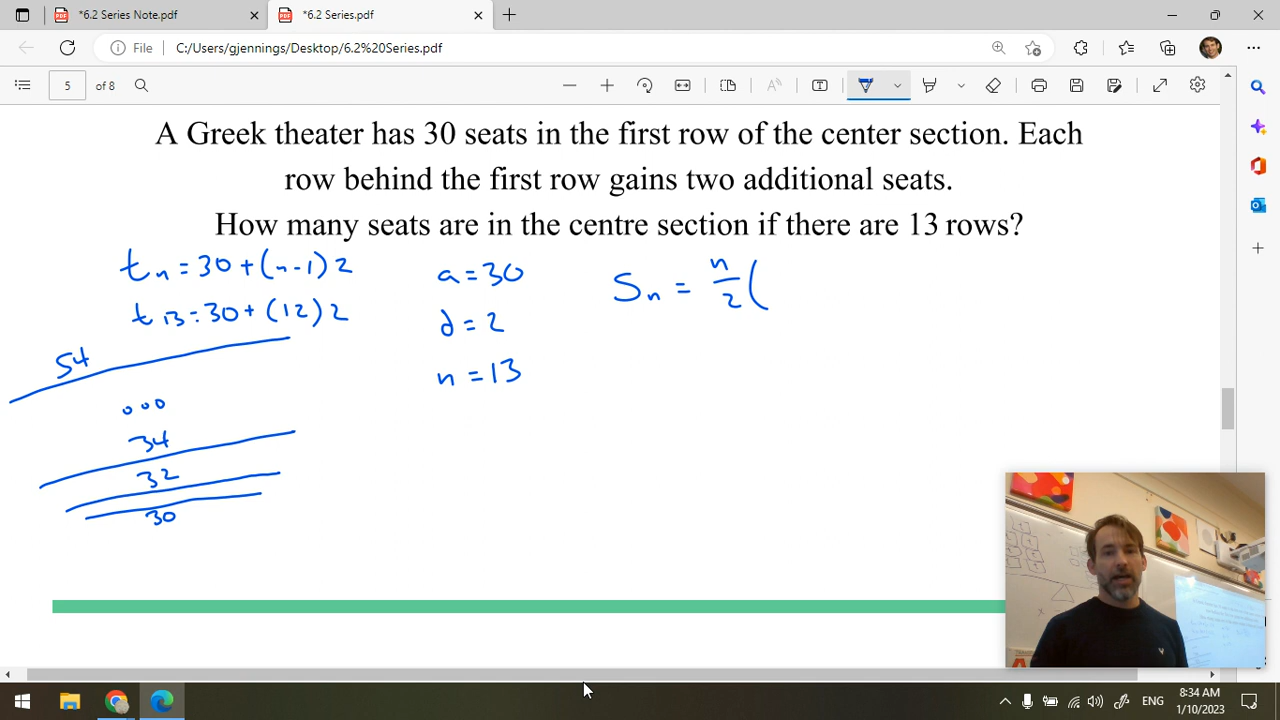 *6.2 Series Note.pdf
*6.2 Series.pdf
File C:/Users/gjennings/Desktop/6.2%20Series.pdf
5 of 8
A Greek theater has 30 seats in the first row of the center section. Each
row behind the first row gains two additional seats.
How many seats are in the centre section if there are 13 rows?
tn = 30 + (n-1) 2
t13 = 30 + (12) 2
54
ooo
34
32
30
a = 30
d = 2
n = 13
Sn = n/2 (
ENG
8:34 AM
1/10/2023